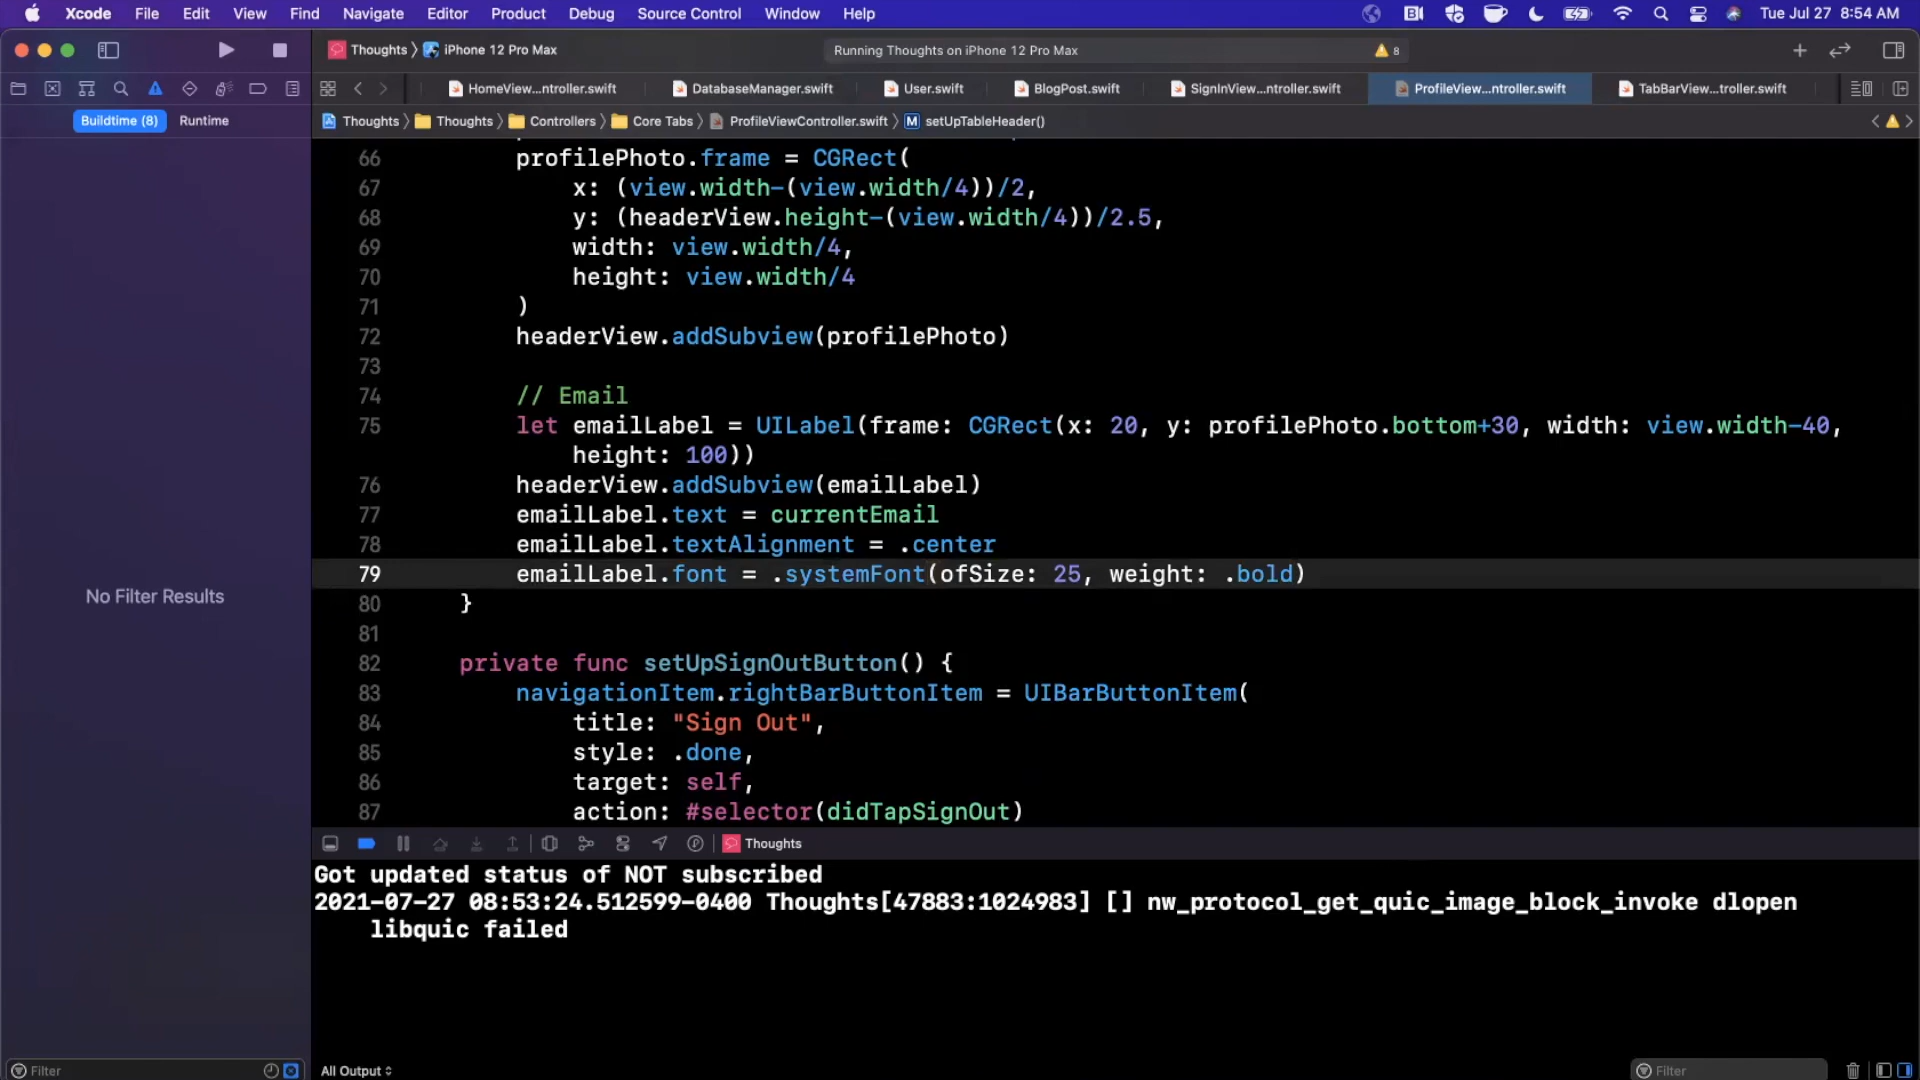 Xcode File Edit View Find Navigate Editor Product Debug Source Control Window Help Tue Jul 27 8:54 AM
Thoughts iPhone 12 Pro Max Running Thoughts on iPhone 12 Pro Max 8
HomeView...ntroller.swift DatabaseManager.swift User.swift BlogPost.swift SignInView...ntroller.swift ProfileView...ntroller.swift TabBarView...troller.swift
Buildtime (8) Runtime
Thoughts Thoughts Controllers Core Tabs ProfileViewController.swift M setUpTableHeader()
66 profilePhoto.frame = CGRect(
67 x: (view.width-(view.width/4))/2,
68 y: (headerView.height-(view.width/4))/2.5,
69 width: view.width/4,
70 height: view.width/4
71 )
72 headerView.addSubview(profilePhoto)
73
74 // Email
75 let emailLabel = UILabel(frame: CGRect(x: 20, y: profilePhoto.bottom+30, width: view.width-40,
height: 100))
76 headerView.addSubview(emailLabel)
77 emailLabel.text = currentEmail
78 emailLabel.textAlignment = .center
79 emailLabel.font = .systemFont(ofSize: 25, weight: .bold)
80 }
81
82 private func setUpSignOutButton() {
83 navigationItem.rightBarButtonItem = UIBarButtonItem(
84 title: "Sign Out",
85 style: .done,
86 target: self,
87 action: #selector(didTapSignOut)
No Filter Results
Thoughts
Got updated status of NOT subscribed
2021-07-27 08:53:24.512599-0400 Thoughts[47883:1024983] [] nw_protocol_get_quic_image_block_invoke dlopen
libquic failed
Filter All Output Filter